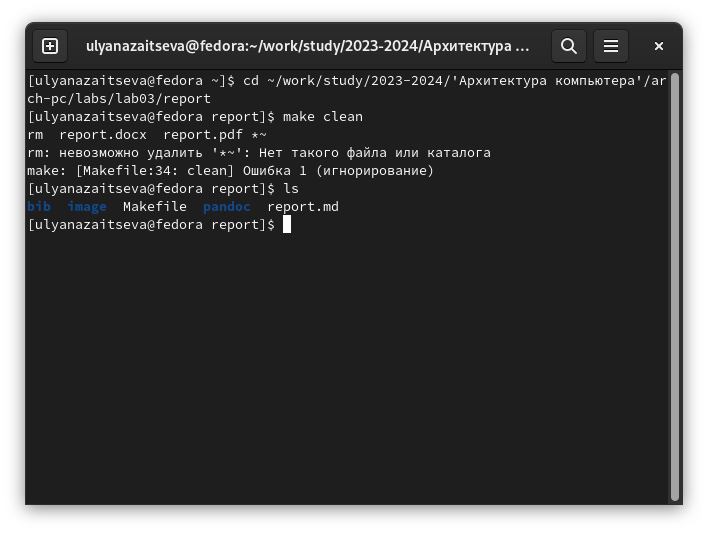 ulyanazaitseva@fedora:~/work/study/2023-2024/Архитектура ...
[ulyanazaitseva@fedora ~]$ cd ~/work/study/2023-2024/'Архитектура компьютера'/ar
ch-pc/labs/lab03/report
[ulyanazaitseva@fedora report]$ make clean
rm  report.docx  report.pdf *~
rm: невозможно удалить '*~': Нет такого файла или каталога
make: [Makefile:34: clean] Ошибка 1 (игнорирование)
[ulyanazaitseva@fedora report]$ ls
bib  image  Makefile  pandoc  report.md
[ulyanazaitseva@fedora report]$